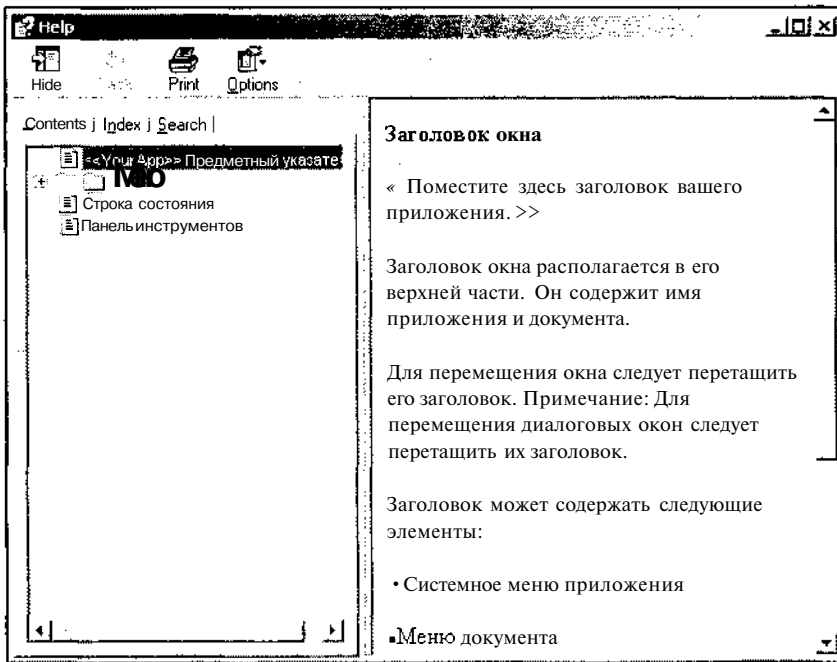 Help
Hide Print Options
Contents Index Search
<<YourApp>> Предметный указате
Строка состояния
Панель инструментов
Заголовок окна
« Поместите здесь заголовок вашего
приложения. >>
Заголовок окна располагается в его
верхней части. Он содержит имя
приложения и документа.
Для перемещения окна следует перетащить
его заголовок. Примечание: Для
перемещения диалоговых окон следует
перетащить их заголовок.
Заголовок может содержать следующие
элементы:
• Системное меню приложения
▪Меню документа